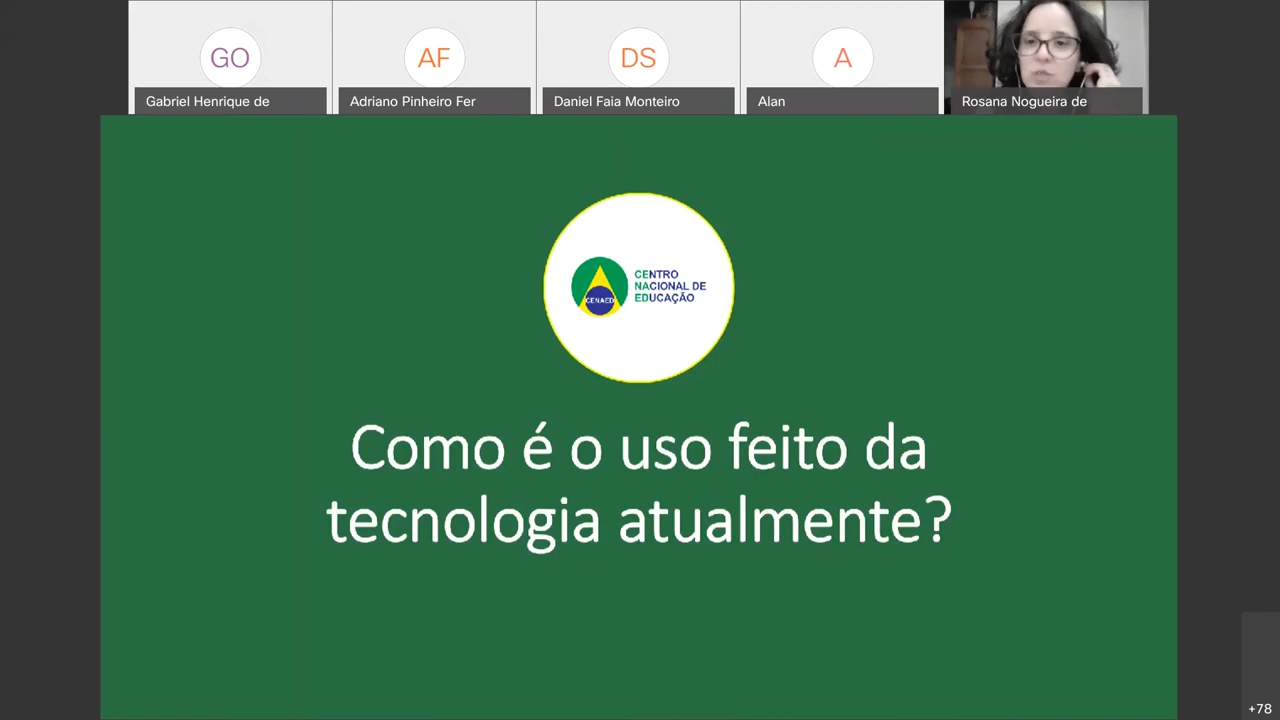 GO
AF
DS
A
Gabriel Henrique de
Adriano Pinheiro Fer
Daniel Faia Monteiro
Alan
Rosana Nogueira de
CENAED
CENTRO
NACIONAL DE
EDUCAÇÃO
Como é o uso feito da
tecnologia atualmente?
+78